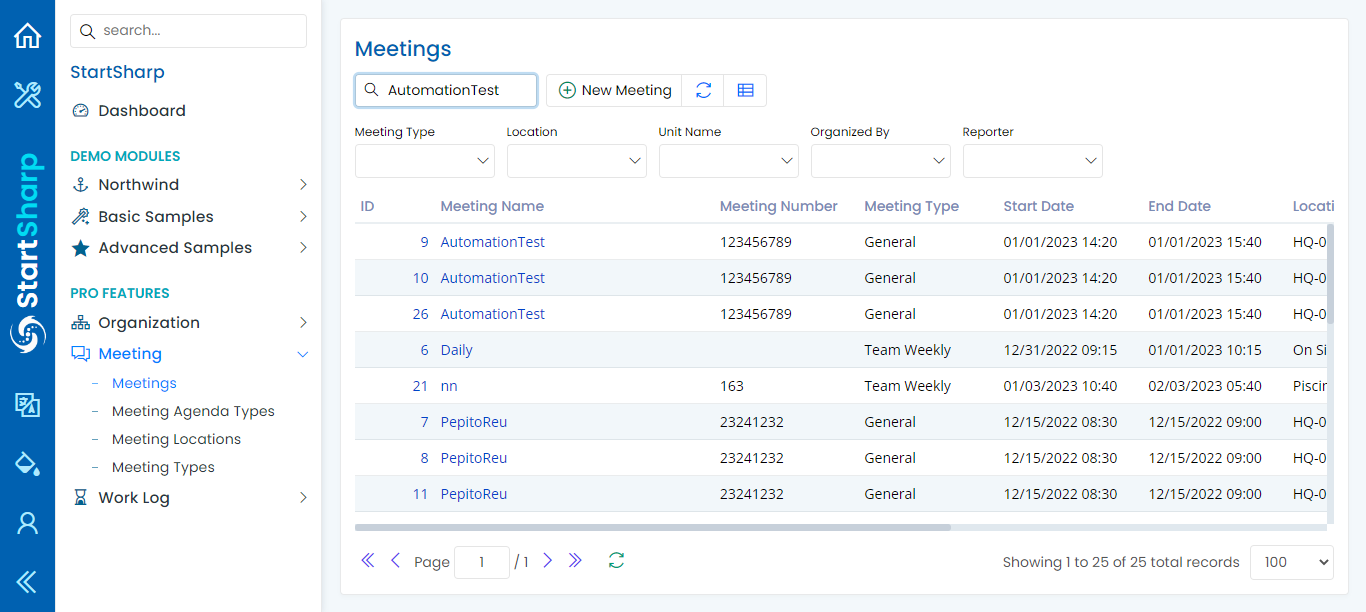 search...
StartSharp
Dashboard
DEMO MODULES
Northwind
Basic Samples
Advanced Samples
PRO FEATURES
Organization
Meeting
– Meetings
– Meeting Agenda Types
– Meeting Locations
– Meeting Types
Work Log
StartSharp
Meetings
AutomationTest New Meeting
Meeting Type Location Unit Name Organized By Reporter
ID Meeting Name Meeting Number Meeting Type Start Date End Date Locati
9 AutomationTest 123456789 General 01/01/2023 14:20 01/01/2023 15:40 HQ-0
10 AutomationTest 123456789 General 01/01/2023 14:20 01/01/2023 15:40 HQ-0
26 AutomationTest 123456789 General 01/01/2023 14:20 01/01/2023 15:40 HQ-0
6 Daily Team Weekly 12/31/2022 09:15 01/01/2023 10:15 On Si
21 nn 163 Team Weekly 01/03/2023 10:40 02/03/2023 05:40 Piscin
7 PepitoReu 23241232 General 12/15/2022 08:30 12/15/2022 09:00 HQ-0
8 PepitoReu 23241232 General 12/15/2022 08:30 12/15/2022 09:00 HQ-0
11 PepitoReu 23241232 General 12/15/2022 08:30 12/15/2022 09:00 HQ-0
Page 1 / 1 Showing 1 to 25 of 25 total records 100